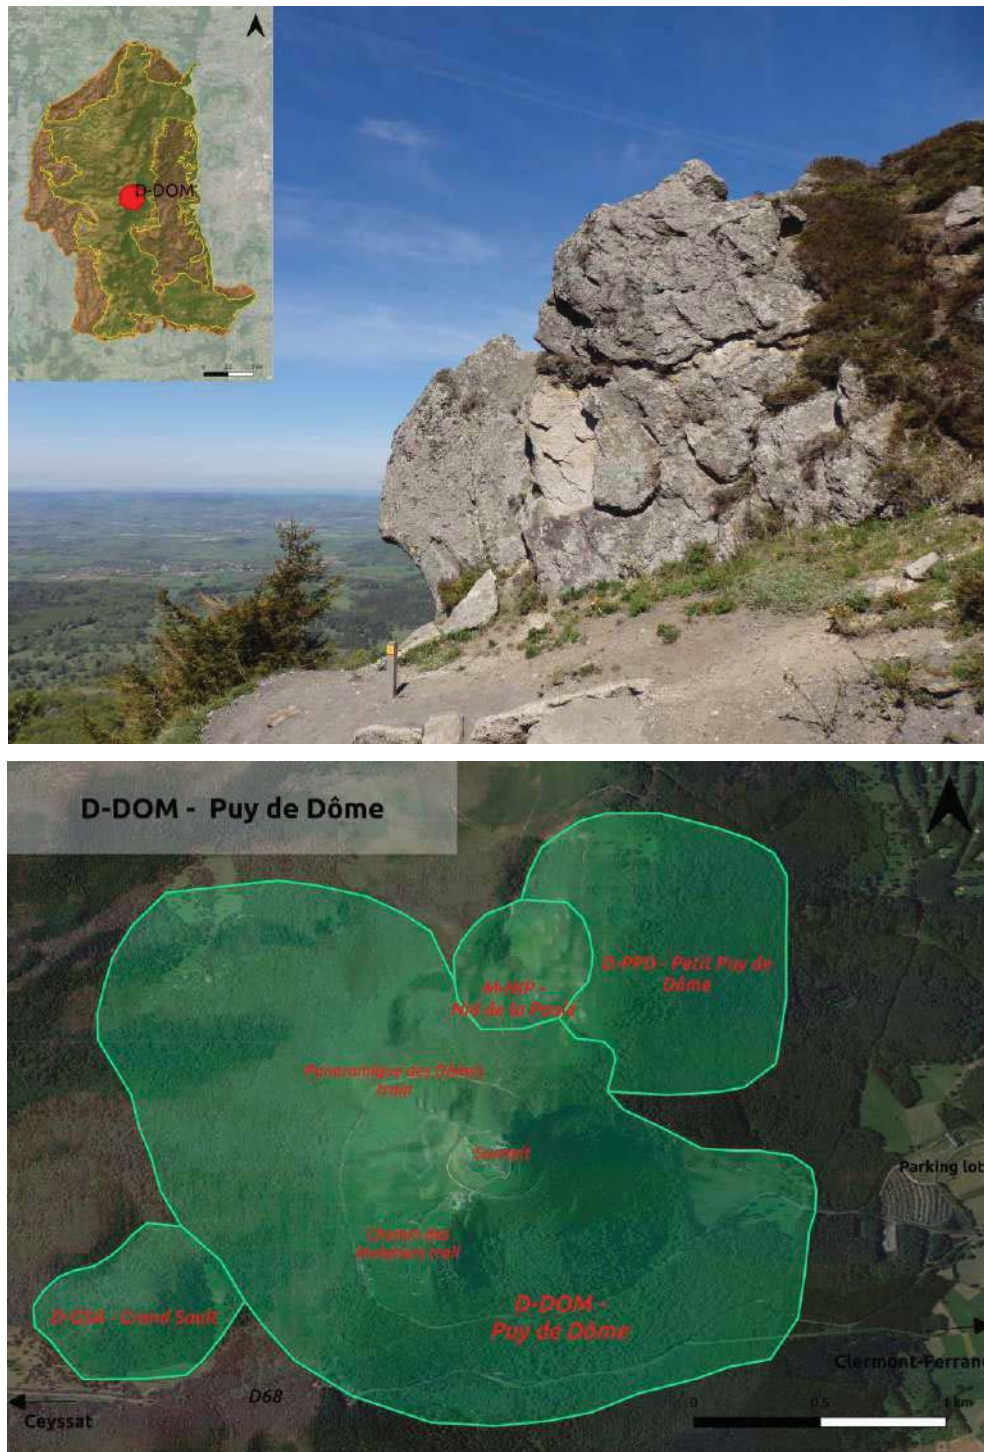 D-DOM
D-DOM - Puy de Dôme
D-PPD - Petit Puy de
Dôme
M-NIP -
Nid de la Poule
Panoramique des Dômes
train
Summit
Parking lot
Chemin des
muletiers trail
D-GSA - Grand Sault
D-DOM -
Puy de Dôme
Clermont-Ferrand
D68
Ceyssat
0
0.5
1 km